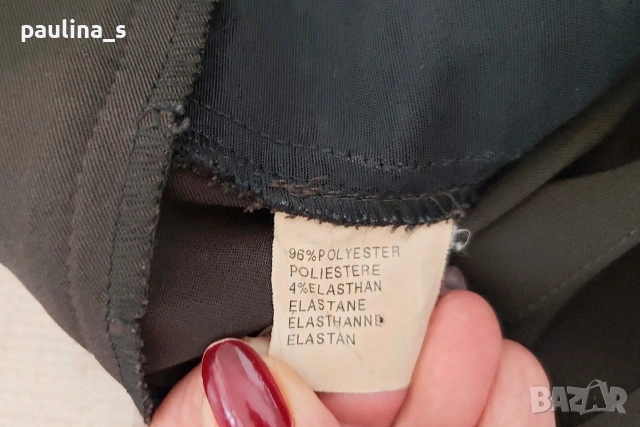 paulina_s
96%POLYESTER
POLIESTERE
4%ELASTHAN
ELASTANE
ELASTHANNE
ELASTAN
BAZAR